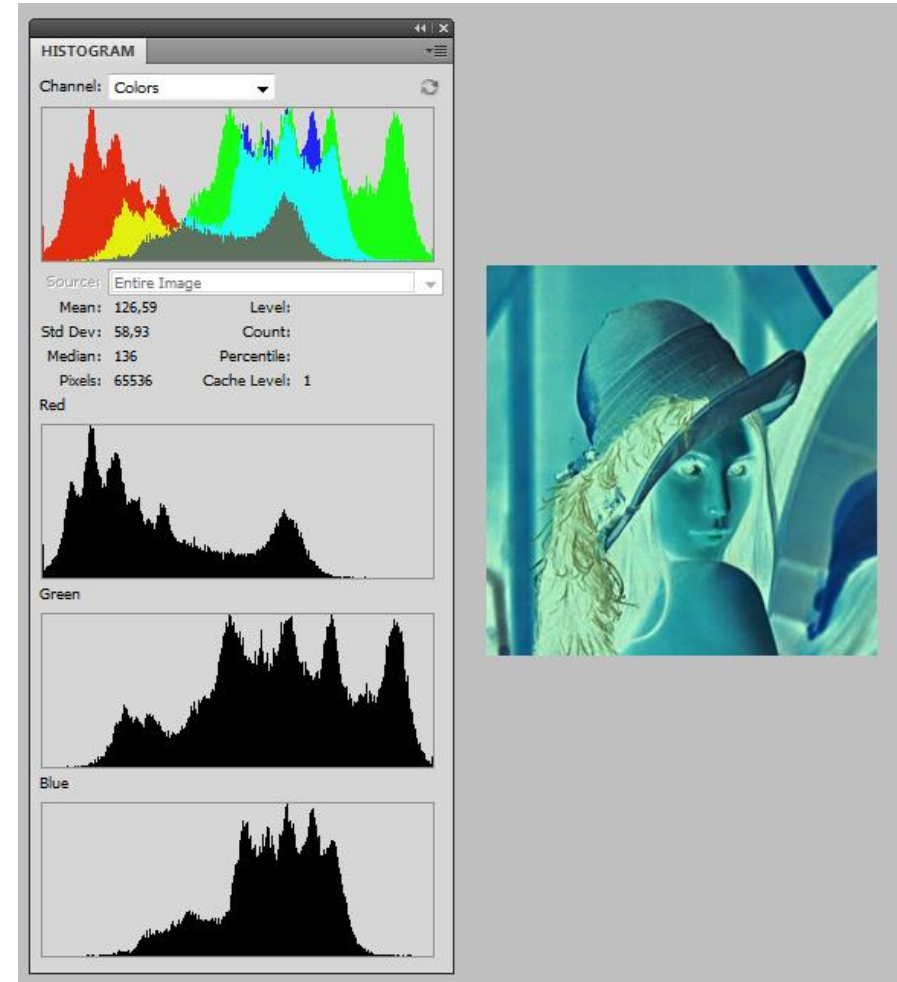 HISTOGRAM
Channel: Colors
Source: Entire Image
Mean: 126,59 Level:
Std Dev: 58,93 Count:
Median: 136 Percentile:
Pixels: 65536 Cache Level: 1
Red
Green
Blue